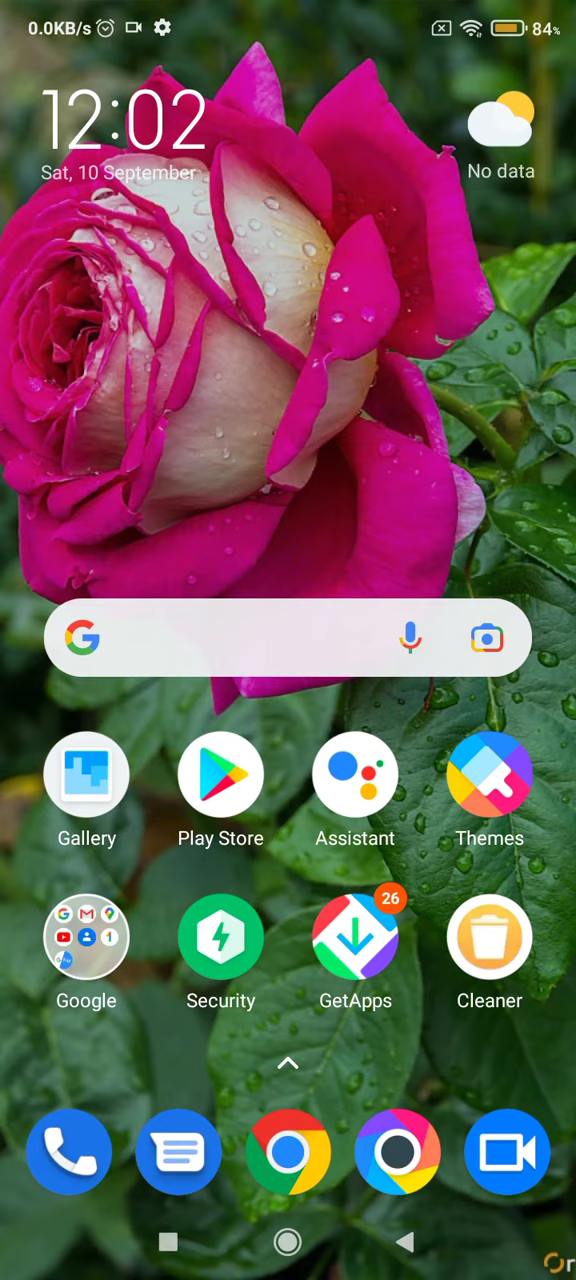 0.0KB/s 84%
12:02
Sat, 10 September
No data
Gallery Play Store Assistant Themes
26
Google Security GetApps Cleaner